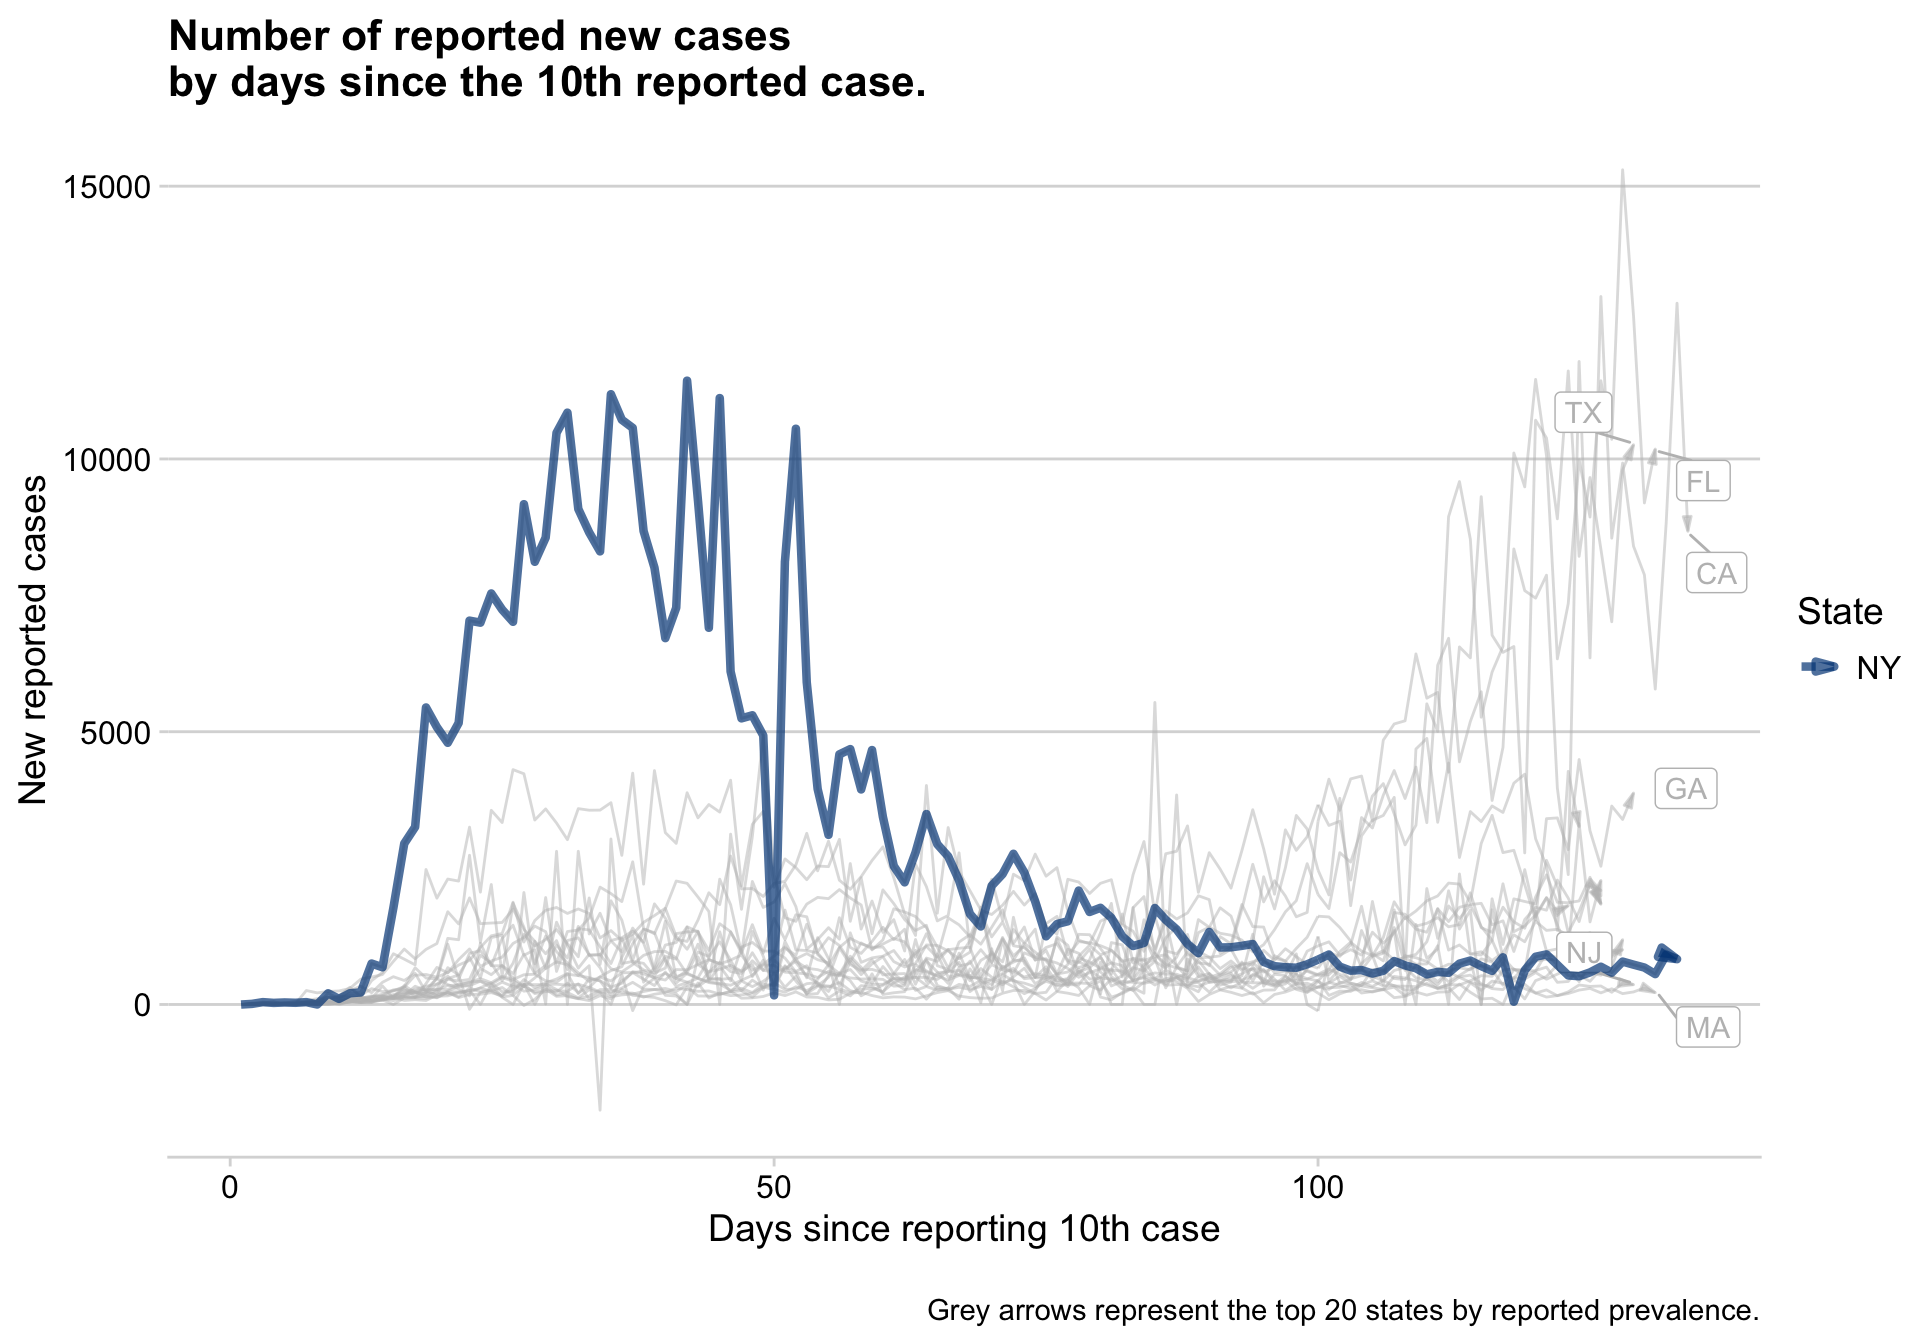 Number of reported new cases
by days since the 10th reported case.
15000
10000
5000
0
New reported cases
TX
FL
CA
GA
NJ
MA
State
NY
0
50
100
Days since reporting 10th case
Grey arrows represent the top 20 states by reported prevalence.